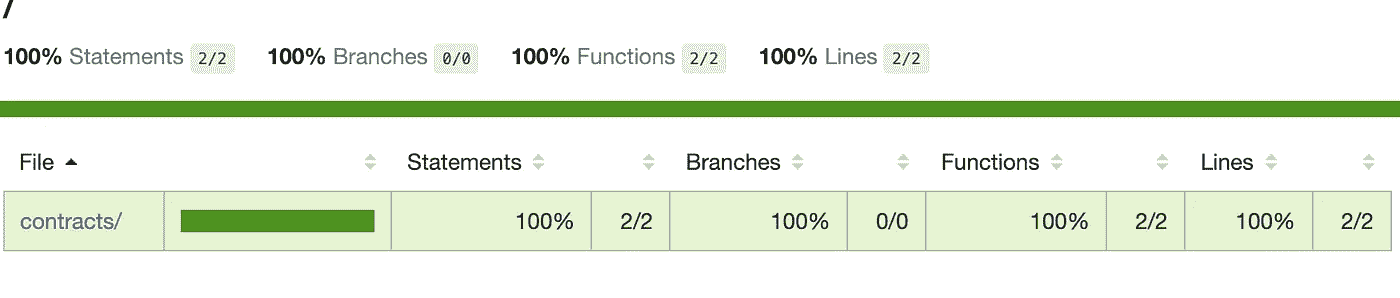 /
100% Statements 2/2 100% Branches 0/0 100% Functions 2/2 100% Lines 2/2
File Statements Branches Functions Lines
contracts/ 100% 2/2 100% 0/0 100% 2/2 100% 2/2